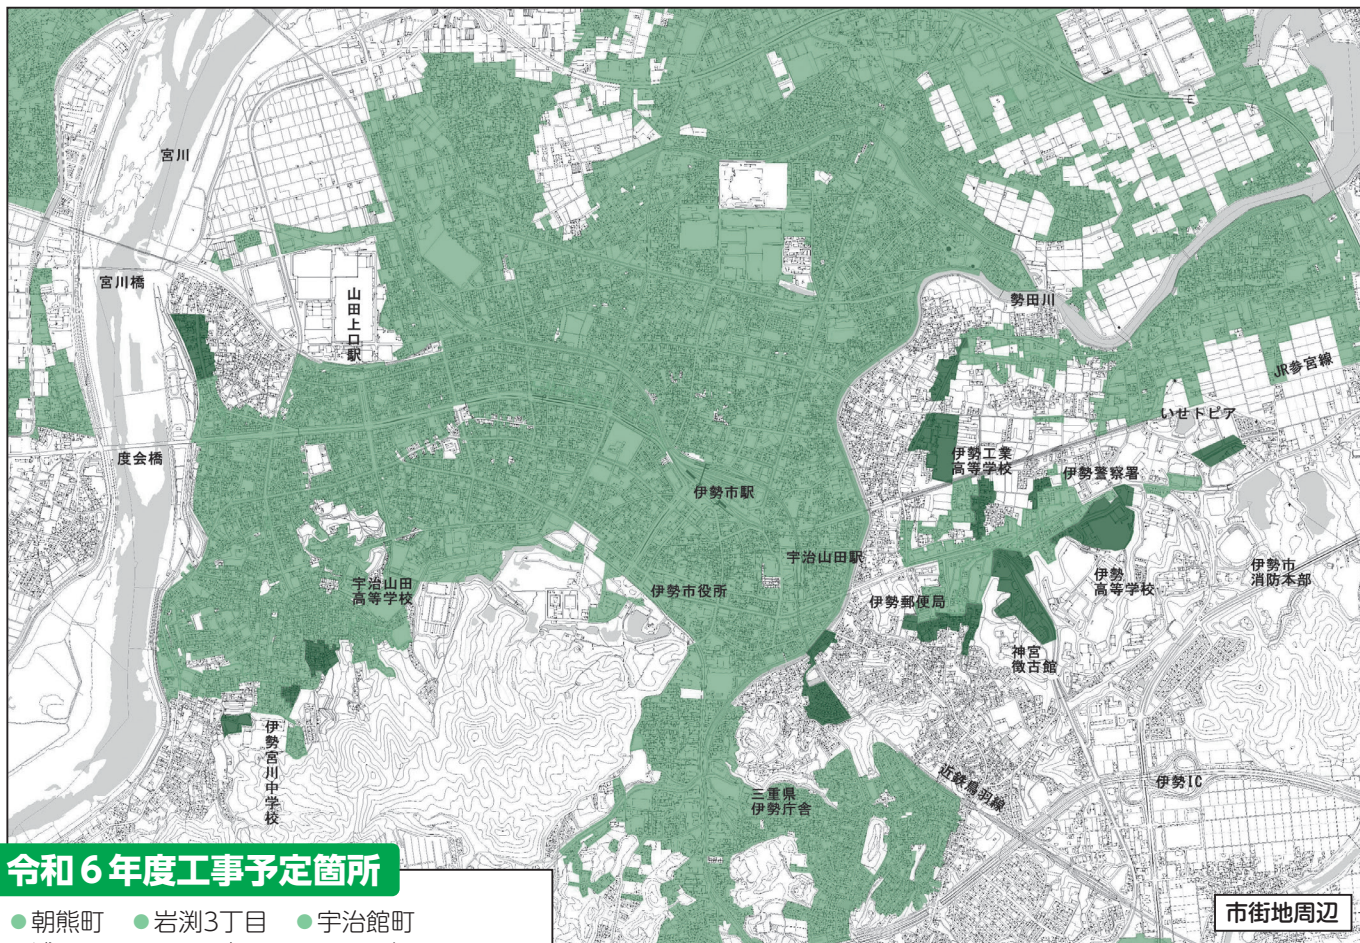 宮川
宮川橋
山田上口駅
勢田川
JR参宮線
いせトピア
度会橋
伊勢工業
高等学校
伊勢警察署
伊勢市駅
宇治山田駅
宇治山田
高等学校
伊勢市役所
伊勢郵便局
伊勢
高等学校
伊勢市
消防本部
神宮
徴古館
伊勢宮川中学校
三重県
伊勢庁舎
近鉄鳥羽線
伊勢IC
令和6年度工事予定箇所
朝熊町 岩渕3丁目 宇治館町
市街地周辺